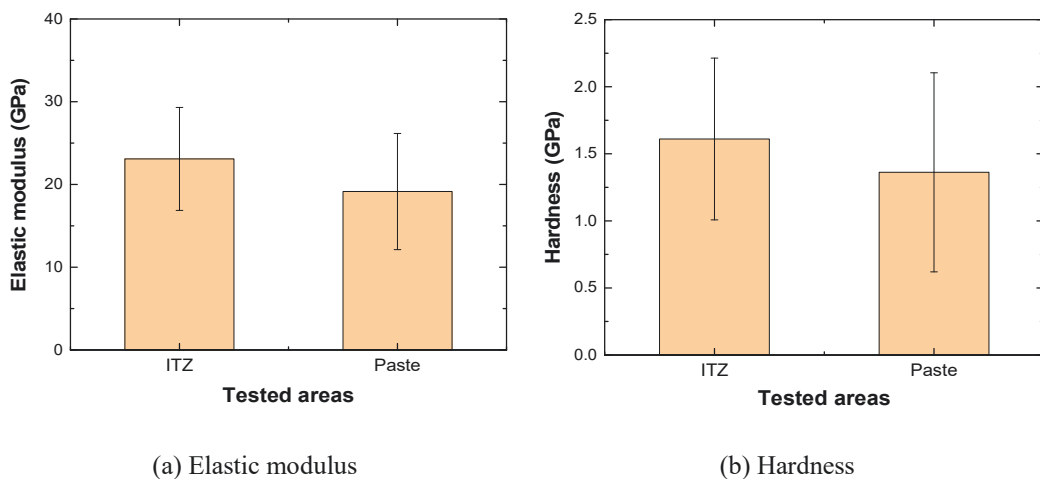 40
30
20
10
0
Elastic modulus (GPa)
ITZ
Paste
Tested areas
(a) Elastic modulus
2.5
2.0
1.5
1.0
0.5
0.0
Hardness (GPa)
ITZ
Paste
Tested areas
(b) Hardness